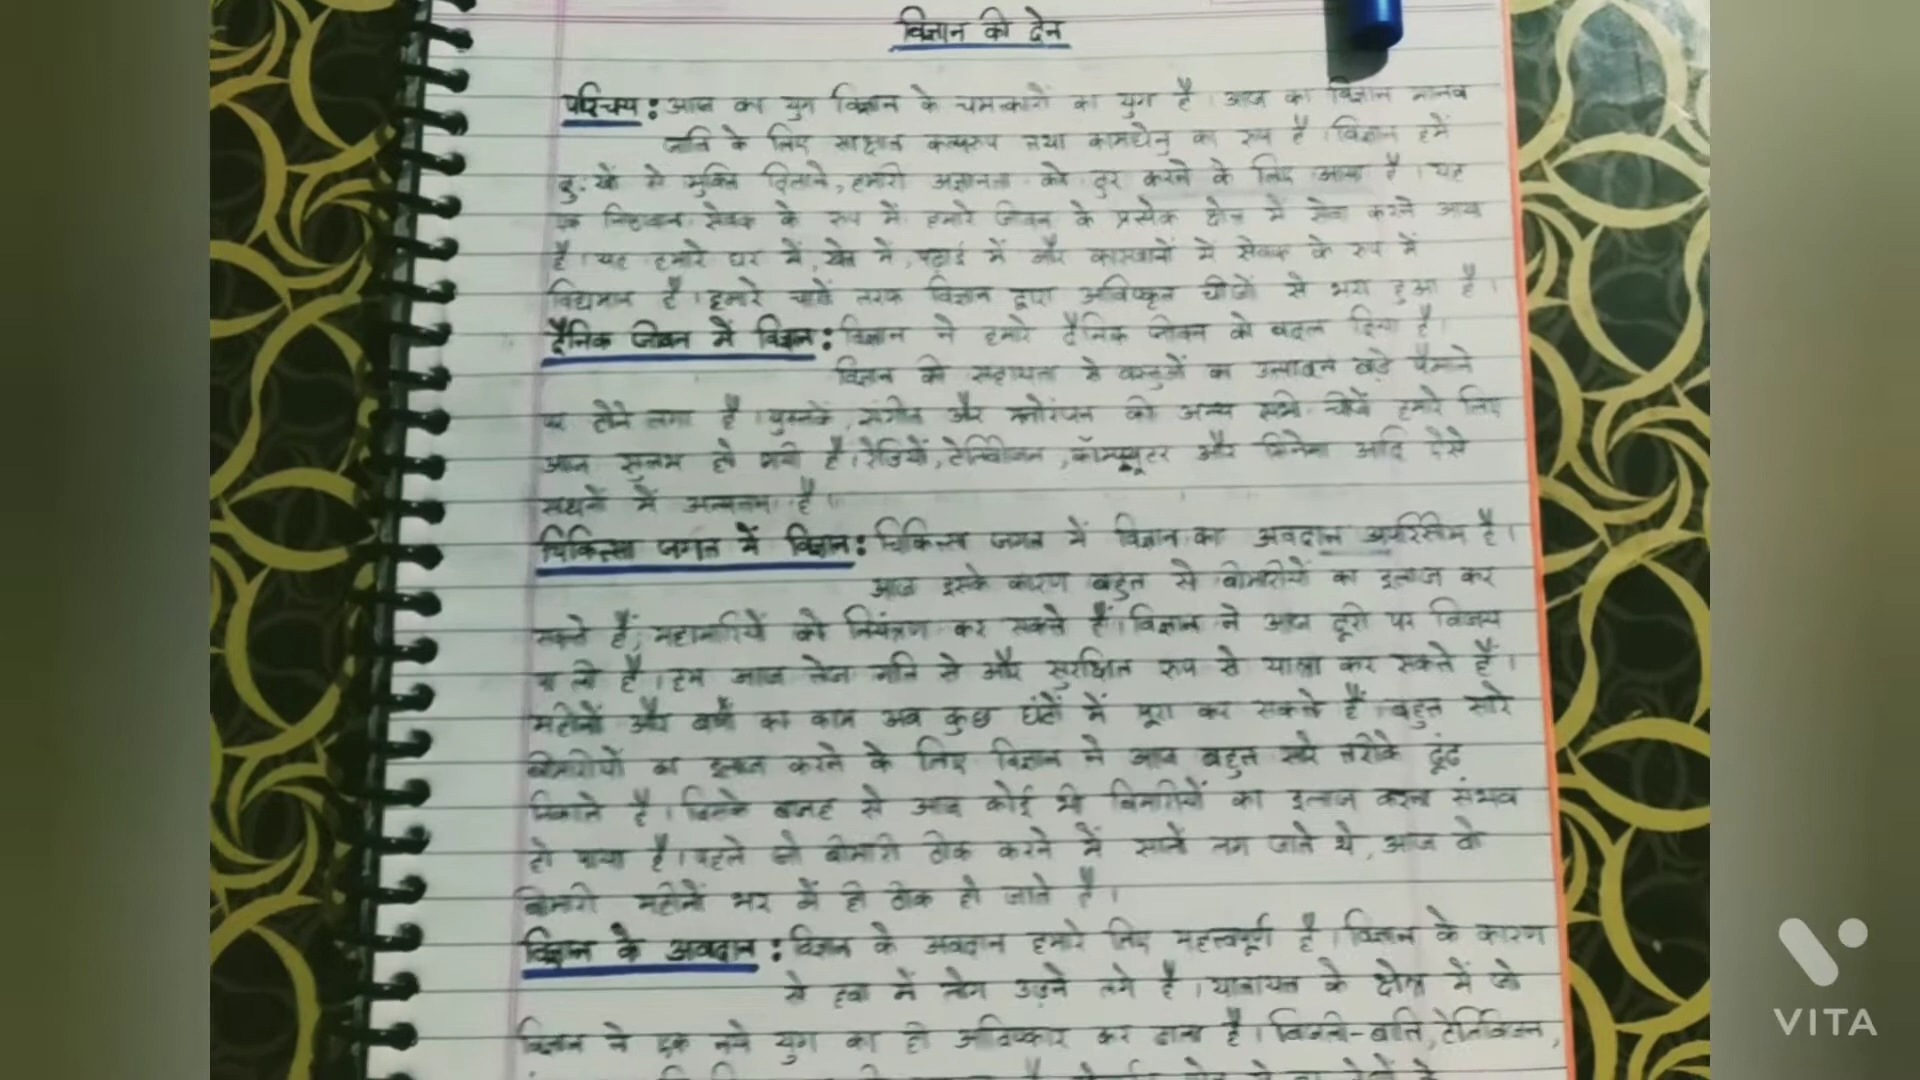 विज्ञान की देन
परिचय : आज का युग विज्ञान के चमत्कारों का युग है। आज का विज्ञान मानव
जाति के लिए साक्षात कल्परुप तथा कामधेनु का रूप है। विज्ञान हमें
दु:खों से मुक्ति दिलाने, हमारी अज्ञानता को दुर करने के लिए आया है। यह
एक निष्ठावान सेवक के रूप में हमारे जिवन के प्रत्येक क्षेत्र में सेवा करने आया
है। यह हमारे घर में, खेत में, पढ़ाई में और कारखानों में सेवक के रुप में
विद्यमान है। हमारे चारों तरफ विज्ञान द्वारा अविष्कृत चीजों से भरा हुआ है।
दैनिक जीवन में विज्ञान : विज्ञान ने हमारे दैनिक जीवन को बदल दिया है।
विज्ञान की सहायता से वस्तुओं का उत्पादन बड़े पैमाने
पर होने लगा है। पुस्तकें, संगीत और मनोरंजन की अन्य सभी चीजें हमारे लिए
आज सुलभ हो गयी है। रेडियों, टेलिविजन, कॉम्प्यूटर और सिनेमा आदि ऐसे
साधनों में अन्यतम है।
चिकित्सा जगत में विज्ञान : चिकित्सा जगत में विज्ञान का अवदान अपरिसीम है।
आज इसके कारण बहुत से बीमारीयों का इलाज कर
सकते हैं, महामारियों को नियंत्रण कर सकते हैं। विज्ञान ने आज दूरी पर विजय
पा ली है। हम आज तेज गति से और सुरक्षित रूप से यात्रा कर सकते हैं।
महीनों और वर्षों का काम अब कुछ घंटों में पूरा कर सकते हैं। बहुत सारे
बीमारीयों का इलाज करने के लिए विज्ञान ने आज बहुत सारे तरीके ढूंढ
निकाले है। जिसके वजह से आज कोई भी बिमारीयों का इलाज करना संभव
हो पाया है। पहले जो बीमारी ठीक करने में सालों लग जाते थे, आज वो
बीमारी महीनों भर में ही ठीक हो जाते है।
विज्ञान के अवदान : विज्ञान के अवदान हमारे लिए महत्वपूर्ण है। विज्ञान के कारण
से हवा में लोग उड़ने लगे है। यातायात के क्षेत्र में जो
विज्ञान ने एक नये युग का ही अविष्कार कर डाला है। बिजली-बत्ति, टेलिविजन,
VITA